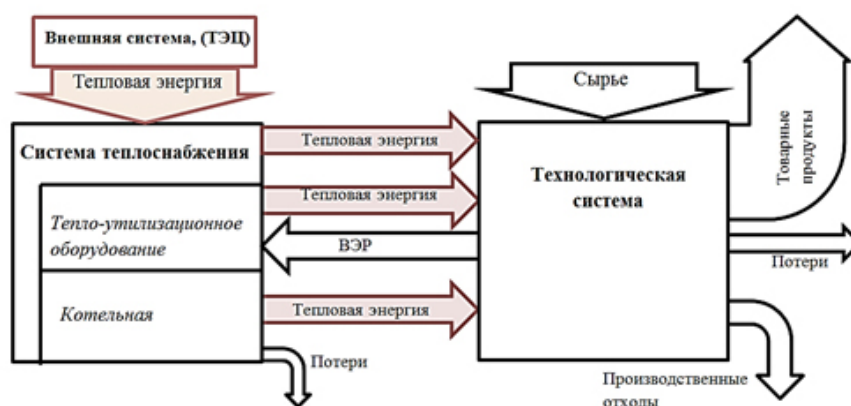 Внешняя система, (ТЭЦ)
Тепловая энергия
Сырье
Товарные
продукты
Система теплоснабжения
Тепловая энергия
Технологическая
система
Тепловая энергия
Тепло-утилизационное
оборудование
ВЭР
Потери
Котельная
Тепловая энергия
Потери
Производственные
отходы